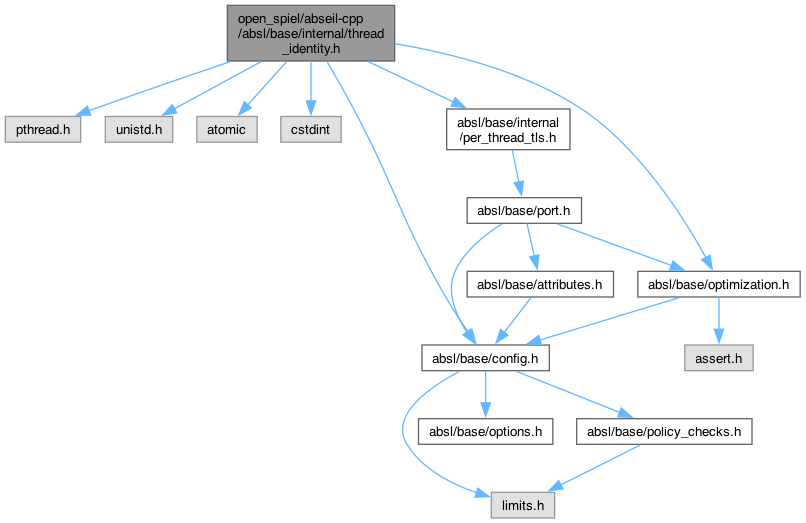 open_spiel/abseil-cpp
/absl/base/internal/thread
_identity.h
pthread.h
unistd.h
atomic
cstdint
absl/base/internal
/per_thread_tls.h
absl/base/port.h
absl/base/attributes.h
absl/base/optimization.h
absl/base/config.h
assert.h
absl/base/options.h
absl/base/policy_checks.h
limits.h